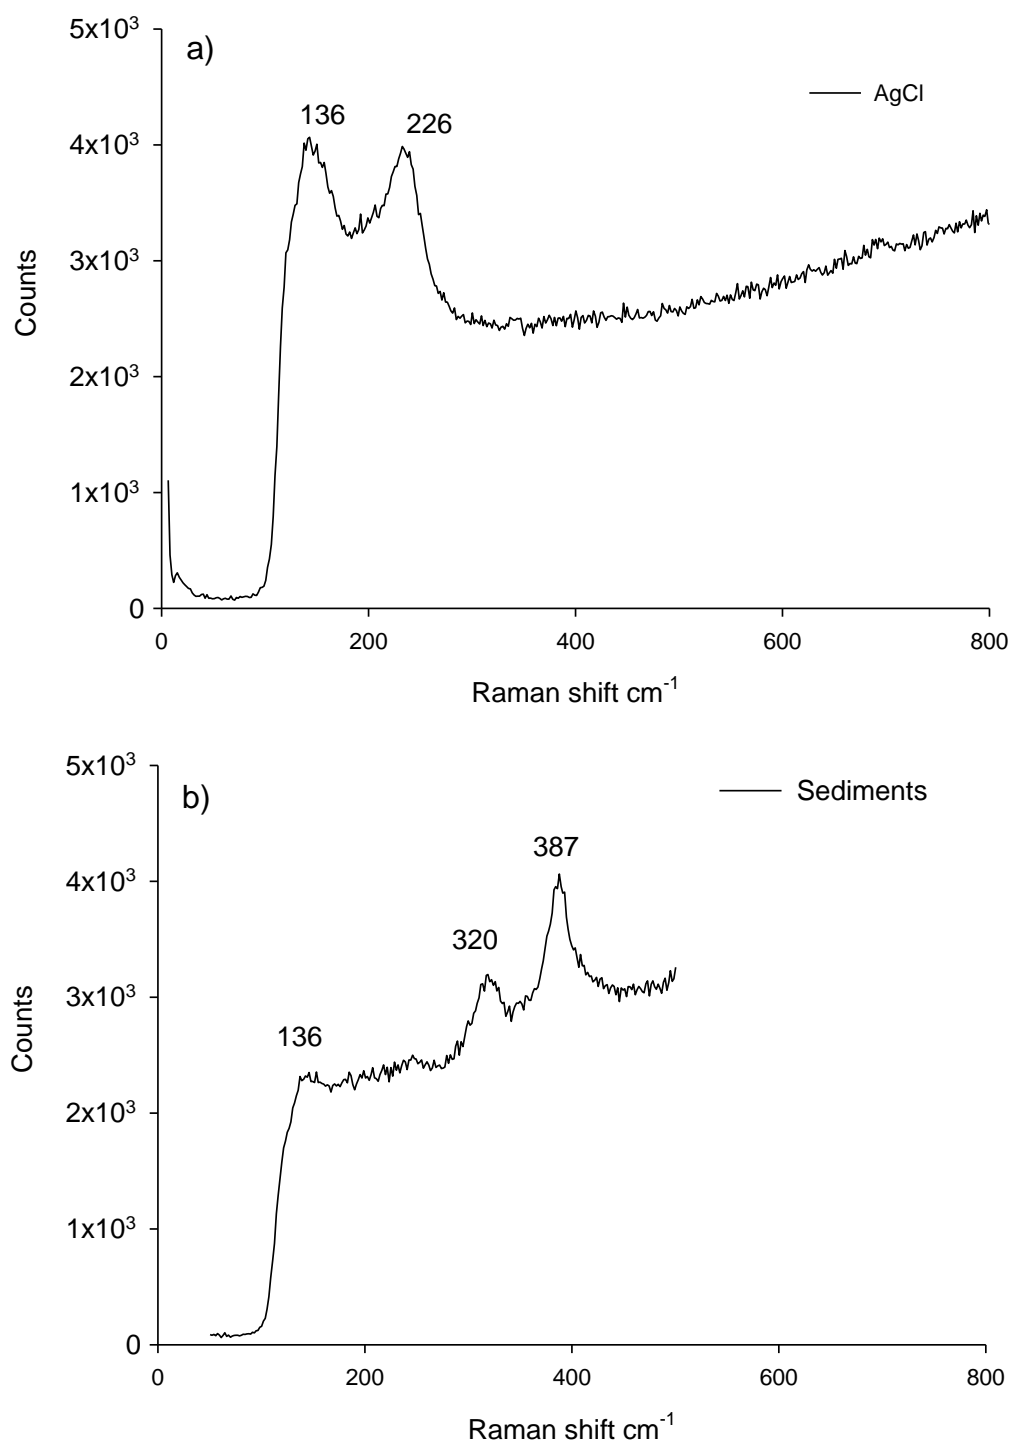 5x10³
a)
AgCl
136
226
4x10³
3x10³
Counts
2x10³
1x10³
0
0 200 400 600 800
Raman shift cm⁻¹
5x10³
b)
Sediments
387
4x10³
320
3x10³
136
Counts
2x10³
1x10³
0
0 200 400 600 800
Raman shift cm⁻¹